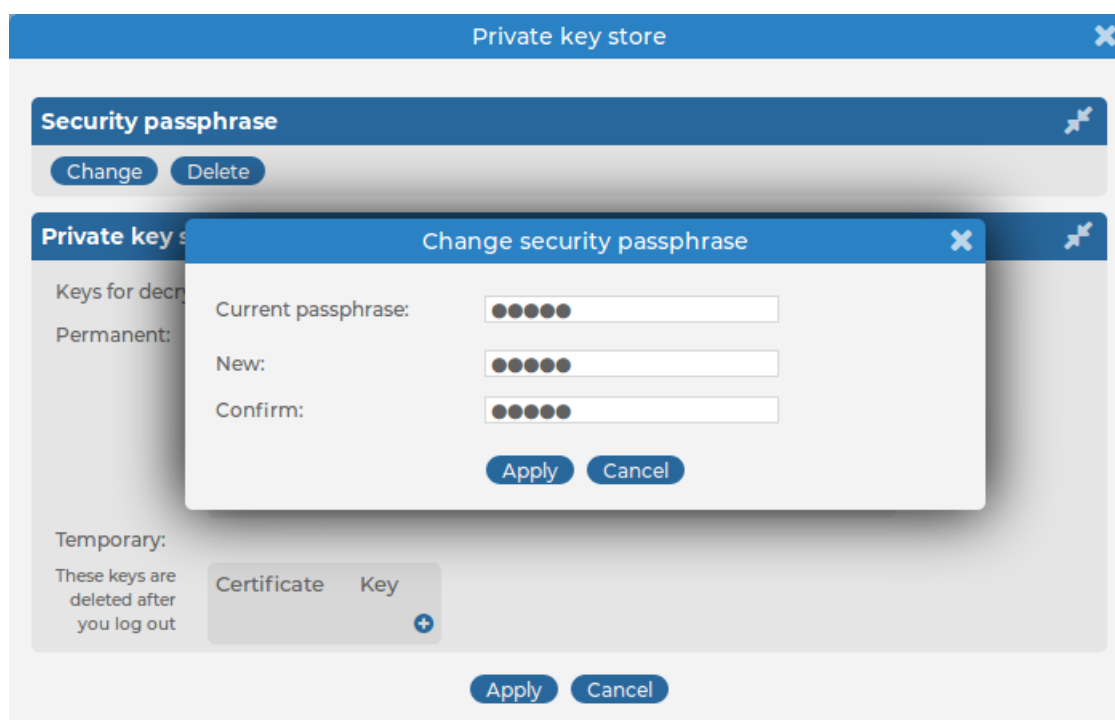 Private key store
Security passphrase
Change Delete
Private key
Change security passphrase
Keys for decr
Current passphrase: ●●●●●
Permanent:
New: ●●●●●
Confirm: ●●●●●
Apply Cancel
Temporary:
These keys are
deleted after
you log out
Certificate Key
Apply Cancel